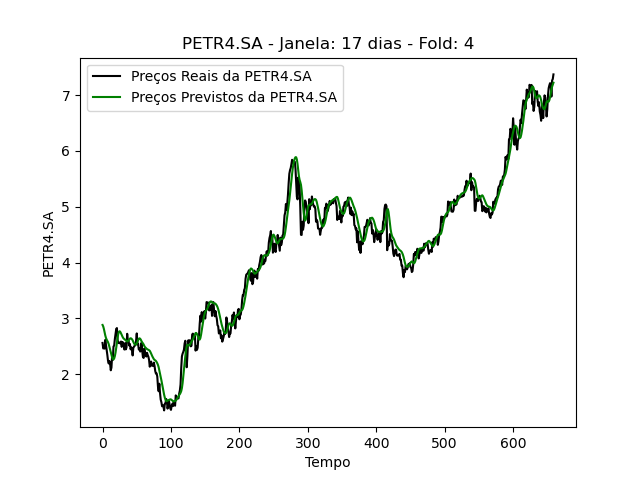 PETR4.SA - Janela: 17 dias - Fold: 4
Preços Reais da PETR4.SA
Preços Previstos da PETR4.SA
PETR4.SA
7
6
5
4
3
2
0 100 200 300 400 500 600
Tempo